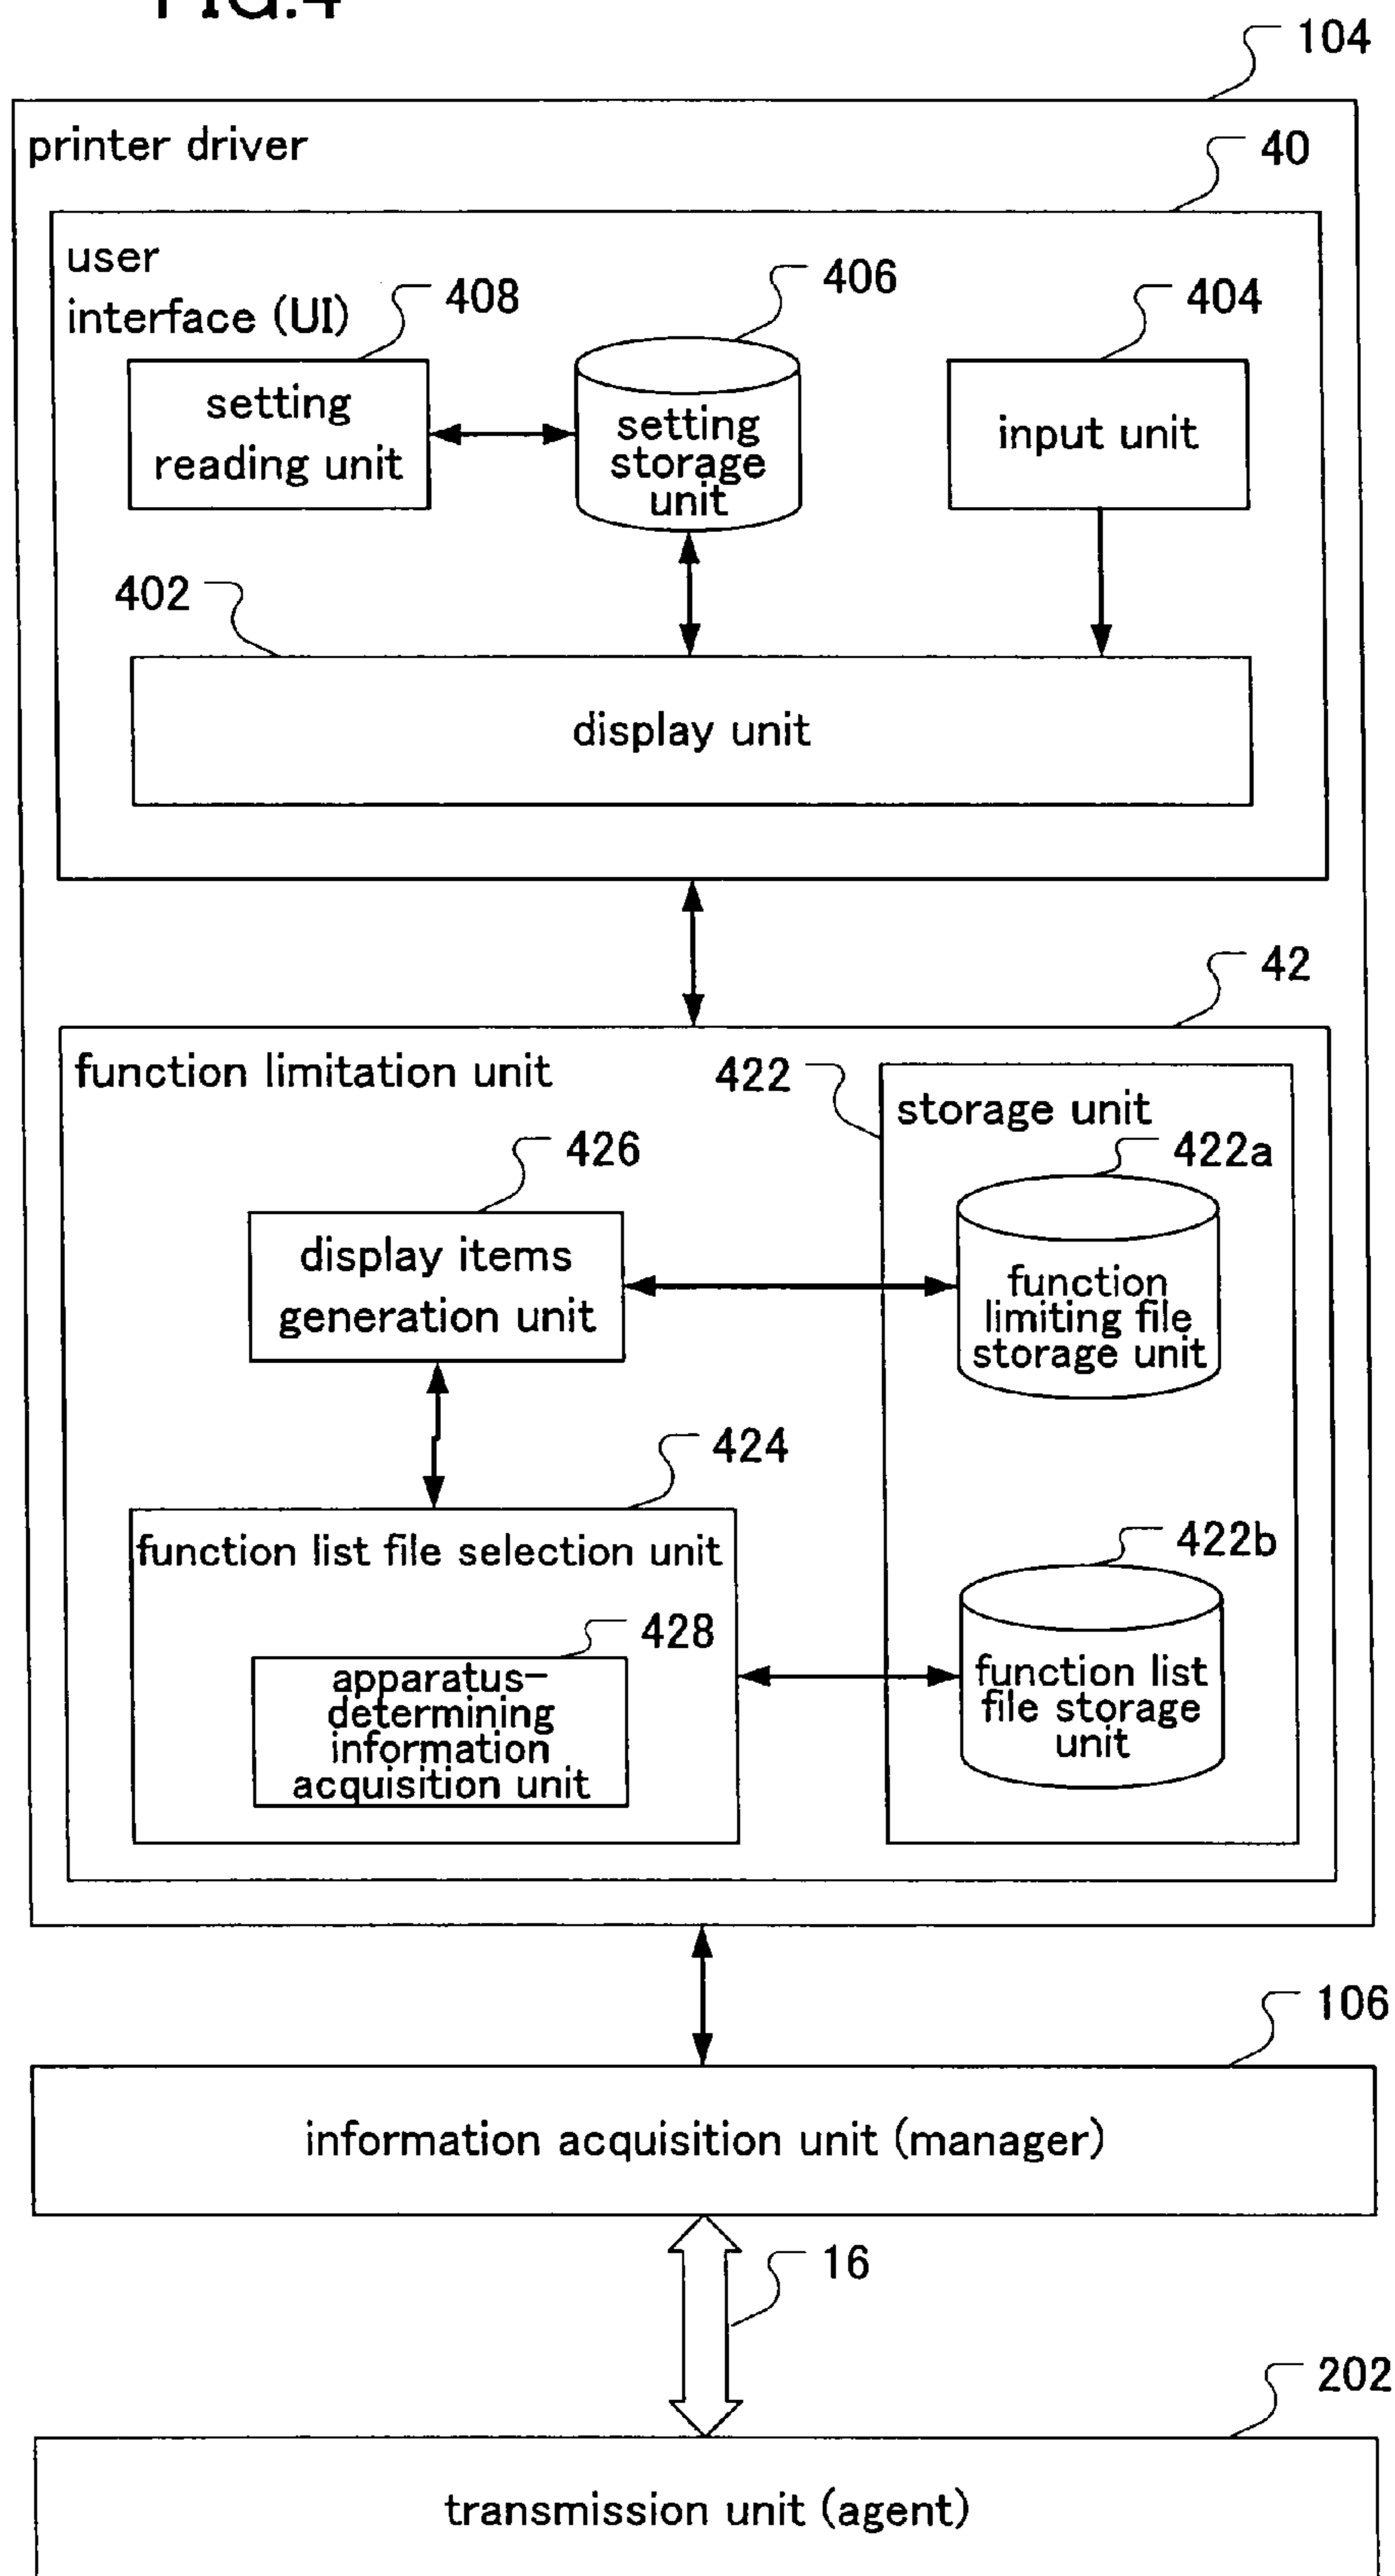 FIG.4
104
printer driver
40
user
interface (UI)
408
406
404
setting
reading unit
setting
storage
unit
input unit
402
display unit
42
function limitation unit
422
storage unit
426
422a
display items
generation unit
function
limiting file
storage unit
424
function list file selection unit
422b
428
apparatus-
determining
information
acquisition unit
function list
file storage
unit
106
information acquisition unit (manager)
16
202
transmission unit (agent)